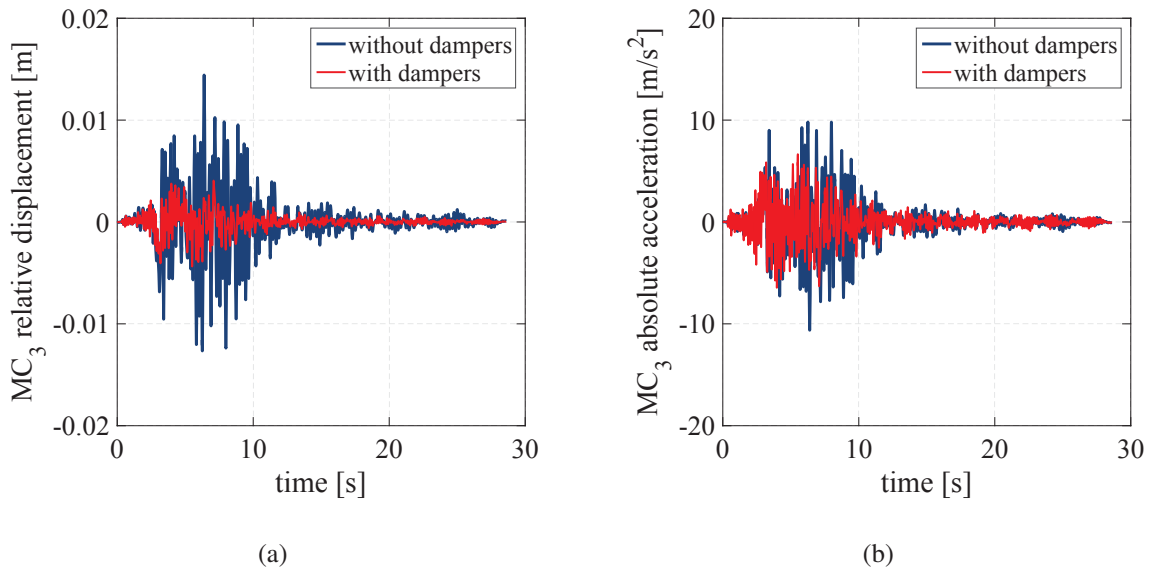 0.02
0.01
0
-0.01
-0.02
0
10
20
30
MC3 relative displacement [m]
time [s]
without dampers
with dampers
(a)
20
10
0
-10
-20
0
10
20
30
MC3 absolute acceleration [m/s²]
time [s]
without dampers
with dampers
(b)